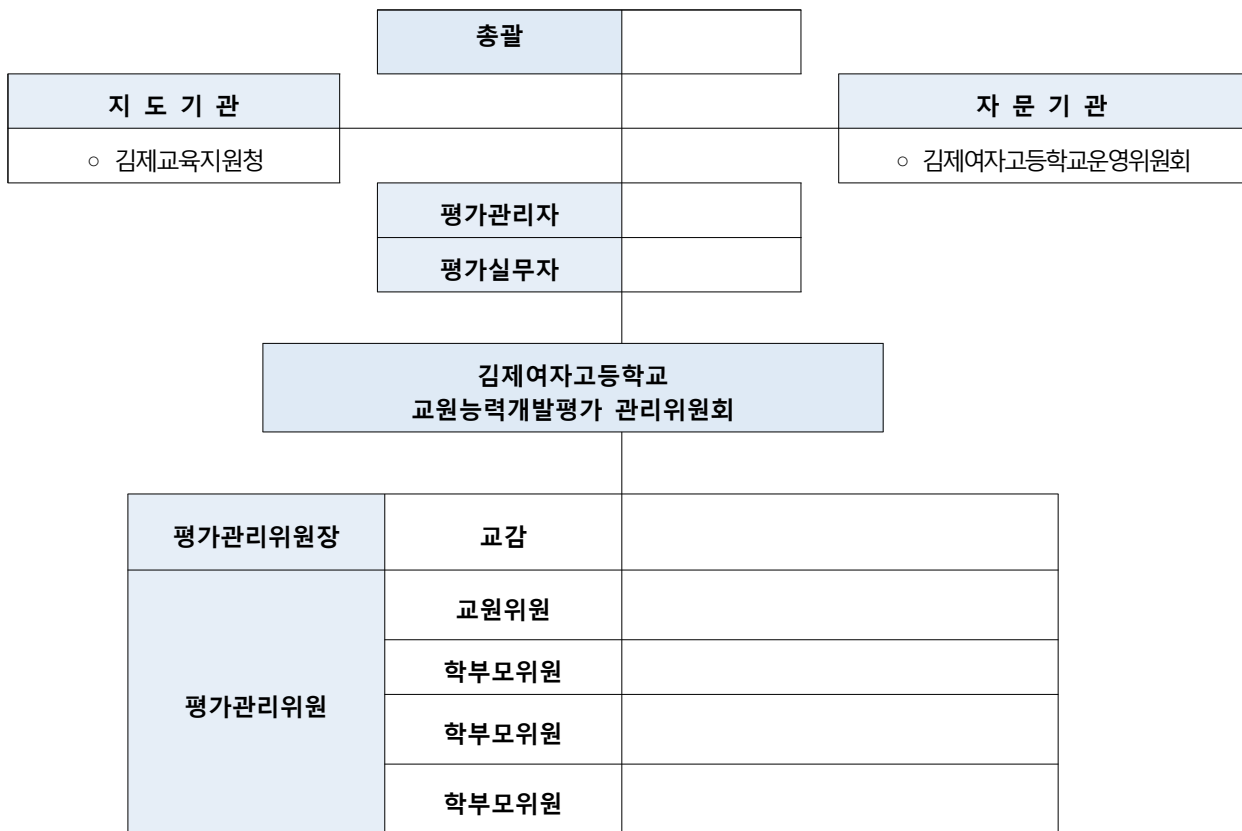 총괄
지 도 기 관
자 문 기 관
○ 김제교육지원청
○ 김제여자고등학교운영위원회
평가관리자
평가실무자
김제여자고등학교
교원능력개발평가 관리위원회
평가관리위원장 교감
평가관리위원
교원위원
학부모위원
학부모위원
학부모위원